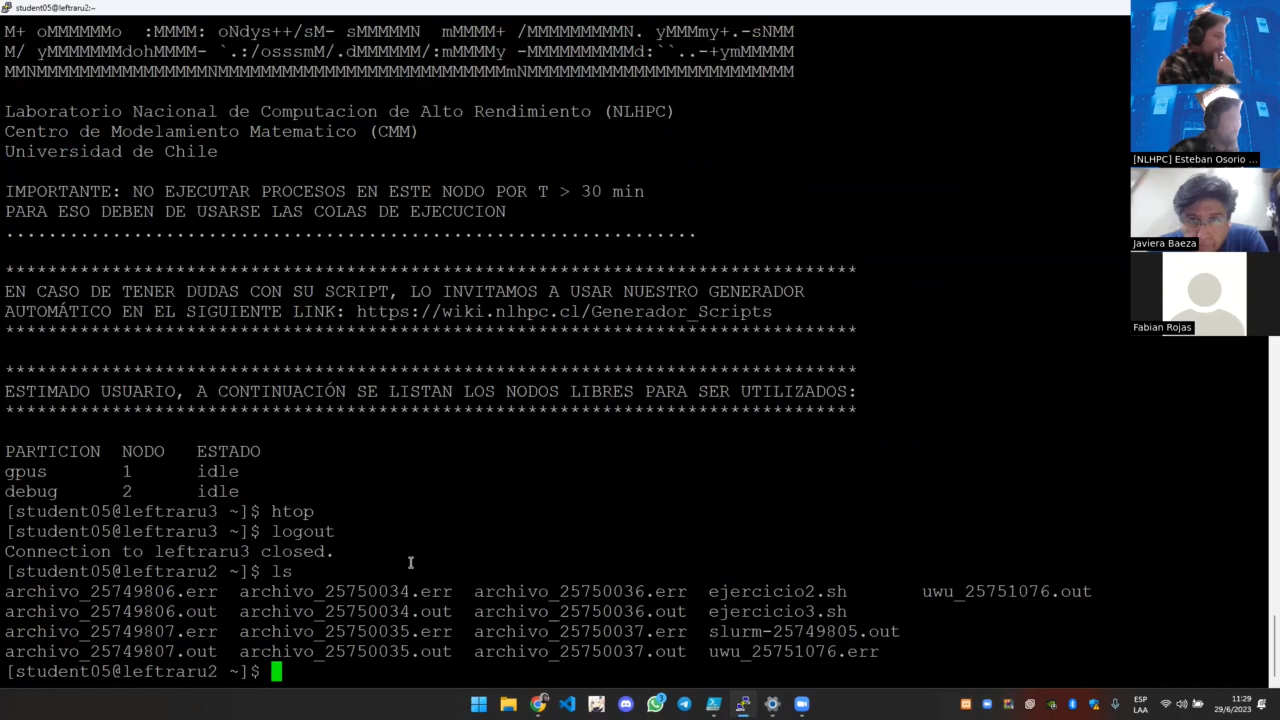 student05@leftraru2:~
M+ oMMMMMMo  :MMMM: oNdys++/sM- sMMMMMN  mMMMM+ /MMMMMMMMMN. yMMMmy+.-sNMM
M/ yMMMMMMMdohMMMM- `.:/osssmM/.dMMMMMM/:mMMMMy -MMMMMMMMMMd:``..-+ymMMMMM
MMNMMMMMMMMMMMMMMMMNMMMMMMMMMMMMMMMMMMMMMMMMMMMmNMMMMMMMMMMMMMMMMMMMMMMMMM
Laboratorio Nacional de Computacion de Alto Rendimiento (NLHPC)
Centro de Modelamiento Matematico (CMM)
Universidad de Chile
IMPORTANTE: NO EJECUTAR PROCESOS EN ESTE NODO POR T > 30 min
PARA ESO DEBEN DE USARSE LAS COLAS DE EJECUCION
.................................................................
********************************************************************************
EN CASO DE TENER DUDAS CON SU SCRIPT, LO INVITAMOS A USAR NUESTRO GENERADOR
AUTOMÁTICO EN EL SIGUIENTE LINK: https://wiki.nlhpc.cl/Generador_Scripts
********************************************************************************
********************************************************************************
ESTIMADO USUARIO, A CONTINUACIÓN SE LISTAN LOS NODOS LIBRES PARA SER UTILIZADOS:
********************************************************************************
PARTICION  NODO   ESTADO
gpus       1      idle
debug      2      idle
[student05@leftraru3 ~]$ htop
[student05@leftraru3 ~]$ logout
Connection to leftraru3 closed.
[student05@leftraru2 ~]$ ls
archivo_25749806.err  archivo_25750034.err  archivo_25750036.err  ejercicio2.sh       uwu_25751076.out
archivo_25749806.out  archivo_25750034.out  archivo_25750036.out  ejercicio3.sh
archivo_25749807.err  archivo_25750035.err  archivo_25750037.err  slurm-25749805.out
archivo_25749807.out  archivo_25750035.out  archivo_25750037.out  uwu_25751076.err
[student05@leftraru2 ~]$
[NLHPC] Esteban Osorio ...
Javiera Baeza
Fabian Rojas
ESP
LAA
11:29
29/6/2023